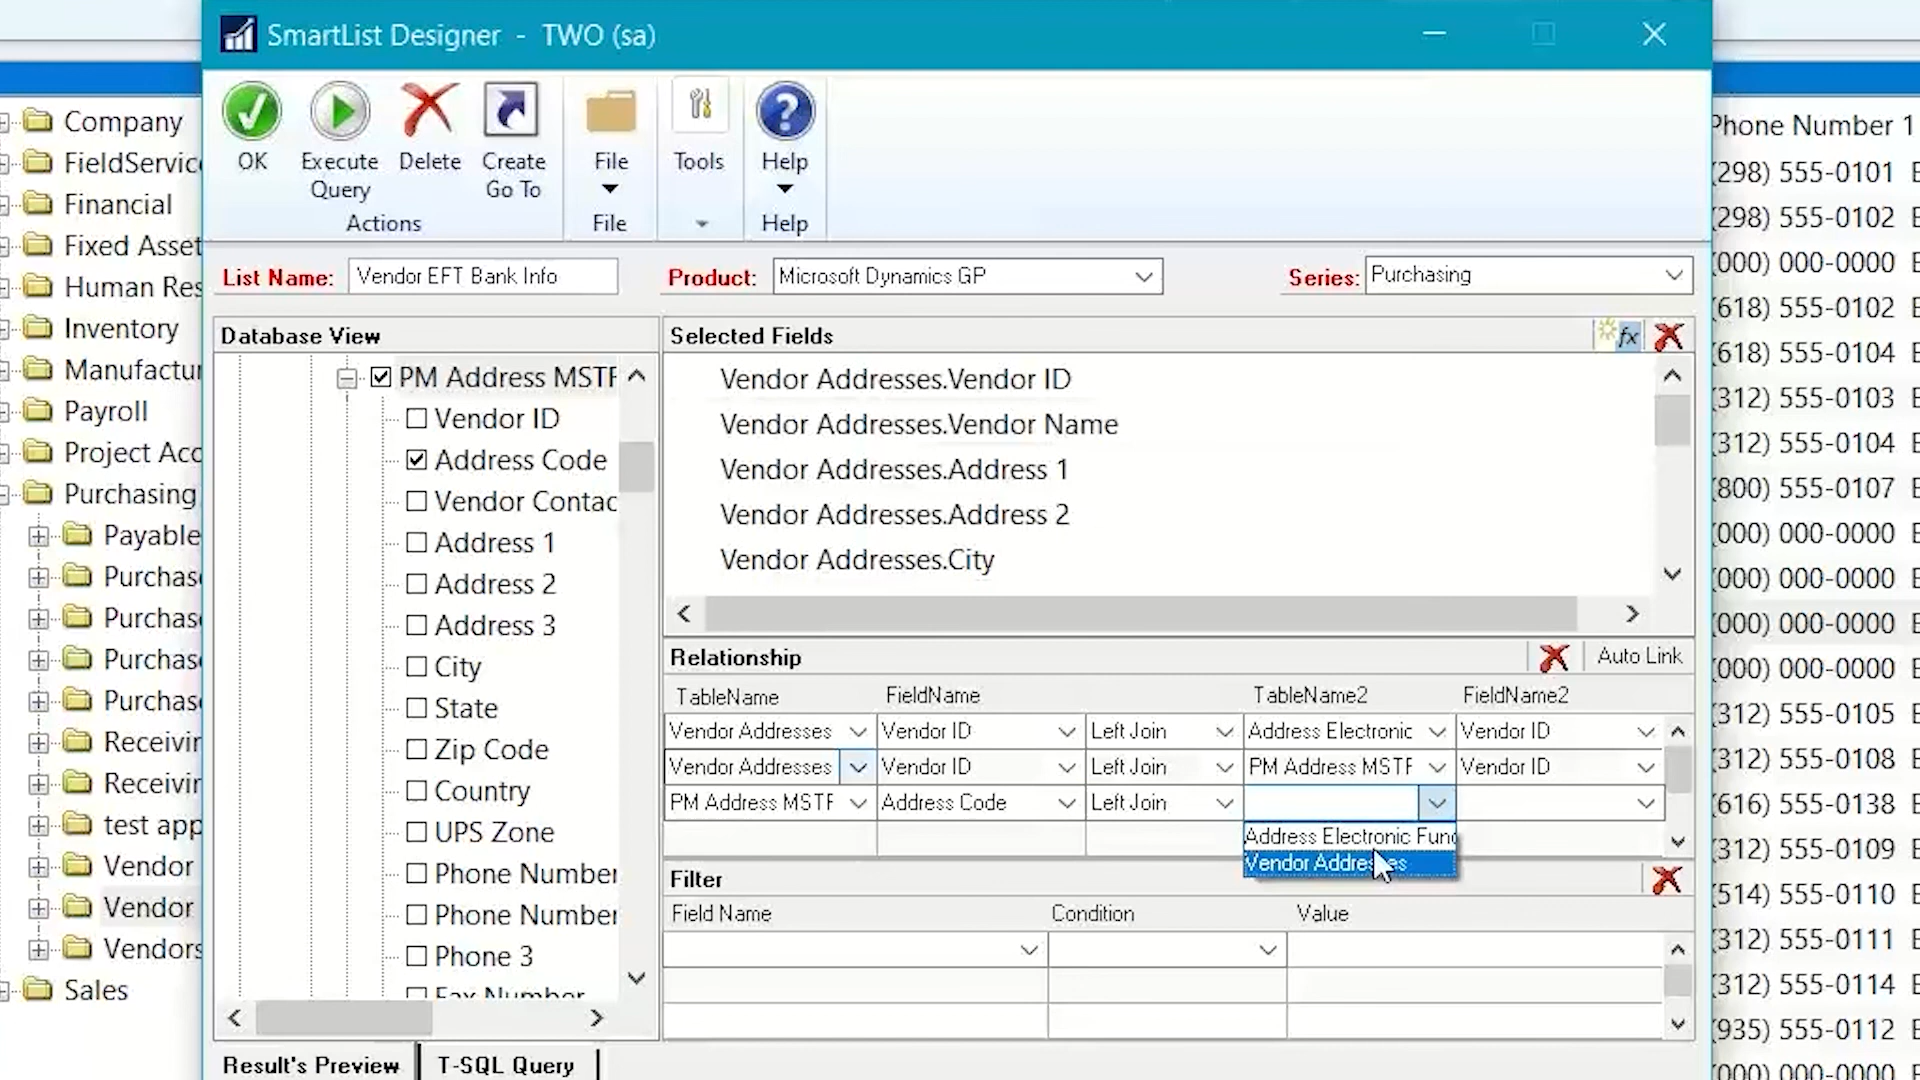 SmartList Designer - TWO (sa)
OK
Execute Query
Delete
Create Go To
File
Tools
Help
Actions
File
Help
List Name:
Vendor EFT Bank Info
Product:
Microsoft Dynamics GP
Series:
Purchasing
Company
FieldService
Financial
Fixed Asset
Human Res
Inventory
Manufactur
Payroll
Project Acc
Purchasing
Payable
Purchas
Purchas
Purchas
Purchas
Receivin
Receivin
test app
Vendor
Vendor
Vendors
Sales
Database View
PM Address MSTR
Vendor ID
Address Code
Vendor Contac
Address 1
Address 2
Address 3
City
State
Zip Code
Country
UPS Zone
Phone Number
Phone Number
Phone 3
Fax Number
Result's Preview
T-SQL Query
Selected Fields
fx
Vendor Addresses.Vendor ID
Vendor Addresses.Vendor Name
Vendor Addresses.Address 1
Vendor Addresses.Address 2
Vendor Addresses.City
Relationship
Auto Link
TableName FieldName TableName2 FieldName2
Vendor Addresses Vendor ID Left Join Address Electronic Vendor ID
Vendor Addresses Vendor ID Left Join PM Address MSTR Vendor ID
PM Address MSTR Address Code Left Join
Address Electronic Func
Vendor Addresses
Filter
Field Name Condition Value
Phone Number 1
(298) 555-0101 E
(298) 555-0102 E
(000) 000-0000 E
(618) 555-0102 E
(618) 555-0104 E
(312) 555-0103 E
(312) 555-0104 E
(800) 555-0107 E
(000) 000-0000 E
(000) 000-0000 E
(000) 000-0000 E
(000) 000-0000 E
(312) 555-0105 E
(312) 555-0108 E
(616) 555-0138 E
(312) 555-0109 E
(514) 555-0110 E
(312) 555-0111 E
(312) 555-0114 E
(935) 555-0112 E
(000) 000-0000 E